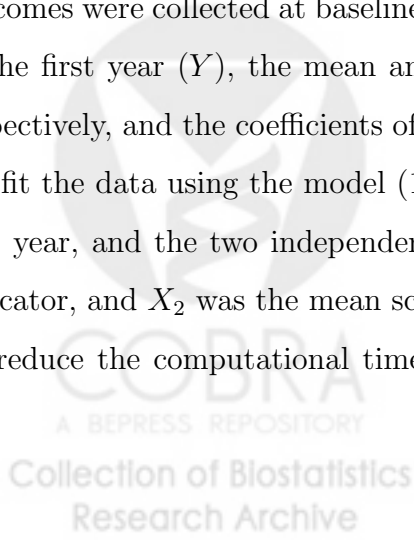 comes were collected at baseline
he first year (Y), the mean an
pectively, and the coefficients of
fit the data using the model (1
year, and the two independen
cator, and X₂ was the mean sc
reduce the computational time
COBRA
A BEPRESS REPOSITORY
Collection of Biostatistics
Research Archive